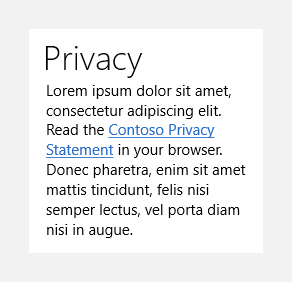 Privacy
Lorem ipsum dolor sit amet,
consectetur adipiscing elit.
Read the Contoso Privacy
Statement in your browser.
Donec pharetra, enim sit amet
mattis tincidunt, felis nisi
semper lectus, vel porta diam
nisi in augue.